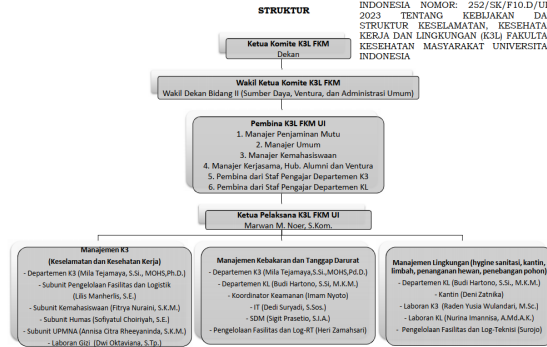 STRUKTUR
INDONESIA NOMOR: 252/SK/F10.D/UI
2023 TENTANG KEBIJAKAN DA
STRUKTUR KESELAMATAN, KESEHATA
KERJA DAN LINGKUNGAN (K3L) FAKULTA
KESEHATAN MASYARAKAT UNIVERSITA
INDONESIA
Ketua Komite K3L FKM
Dekan
Wakil Ketua Komite K3L FKM
Wakil Dekan Bidang II (Sumber Daya, Ventura, dan Administrasi Umum)
Pembina K3L FKM UI
1. Manajer Penjaminan Mutu
2. Manajer Umum
3. Manajer Kemahasiswaan
4. Manajer Kerjasama, Hub. Alumni dan Ventura
5. Pembina dari Staf Pengajar Departemen K3
6. Pembina dari Staf Pengajar Departemen KL
Ketua Pelaksana K3L FKM UI
Marwan M. Noer, S.Kom.
Manajemen K3
(Keselamatan dan Kesehatan Kerja)
- Departemen K3 (Mila Tejamaya, S.Si., MOHS,Ph.D.)
- Subunit Pengelolaan Fasilitas dan Logistik
(Lilis Manherlis, S.E.)
- Subunit Kemahasiswaan (Fitrya Nuraini, S.K.M.)
- Subunit Humas (Sofiyatul Choiriyah, S.E.)
- Subunit UPMNA (Annisa Citra Rheeyaninda, S.K.M.)
- Laboran Gizi (Dwi Oktaviana, S.Tp.)
Manajemen Kebakaran dan Tanggap Darurat
- Departemen K3 (Mila Tejamaya,S.Si.,MOHS,Pd.D.)
- Departemen KL (Budi Hartono, S.Si, M.K.M.)
- Koordinator Keamanan (Imam Nyoto)
- IT (Dedi Suryadi, S.Sos.)
- SDM (Sigit Prasetio, S.I.A.)
- Pengelolaan Fasilitas dan Log-RT (Heri Zamahsari)
Manajemen Lingkungan (hygine sanitasi, kantin,
limbah, penanganan hewan, penebangan pohon)
- Departemen KL (Budi Hartono, S.Si., M.K.M.)
- Kantin (Deni Zatnika)
- Laboran K3 (Raden Yusia Wulandari, M.Sc.)
- Laboran KL (Nurina Imannisa, A.Md.A.K.)
- Pengelolaan Fasilitas dan Log-Teknisi (Surojo)